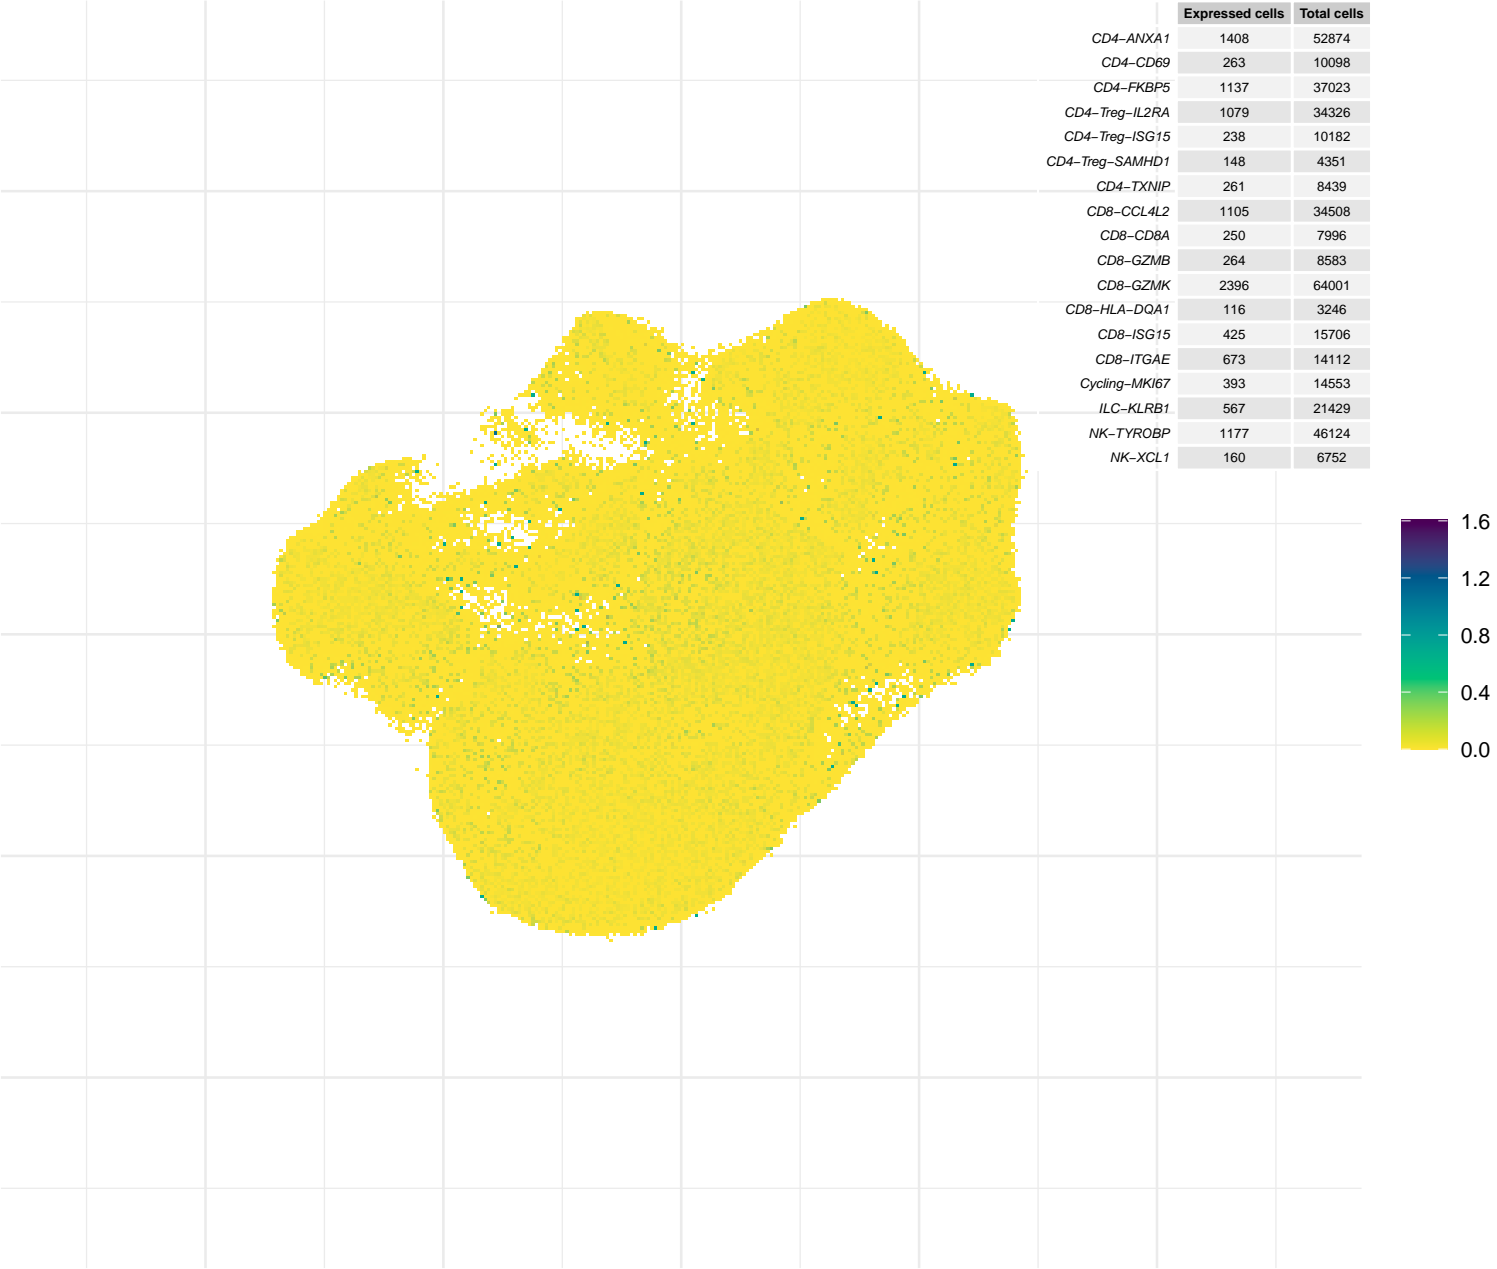 Expressed cells Total cells
CD4−ANXA1 1408 52874
CD4−CD69 263 10098
CD4−FKBP5 1137 37023
CD4−Treg−IL2RA 1079 34326
CD4−Treg−ISG15 238 10182
CD4−Treg−SAMHD1 148 4351
CD4−TXNIP 261 8439
CD8−CCL4L2 1105 34508
CD8−CD8A 250 7996
CD8−GZMB 264 8583
CD8−GZMK 2396 64001
CD8−HLA−DQA1 116 3246
CD8−ISG15 425 15706
CD8−ITGAE 673 14112
Cycling−MKI67 393 14553
ILC−KLRB1 567 21429
NK−TYROBP 1177 46124
NK−XCL1 160 6752
1.6
1.2
0.8
0.4
0.0